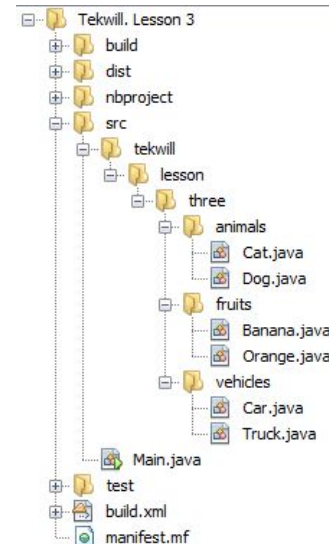 Tekwill. Lesson 3
build
dist
nbproject
src
tekwill
lesson
three
animals
Cat.java
Dog.java
fruits
Banana.java
Orange.java
vehicles
Car.java
Truck.java
Main.java
test
build.xml
manifest.mf